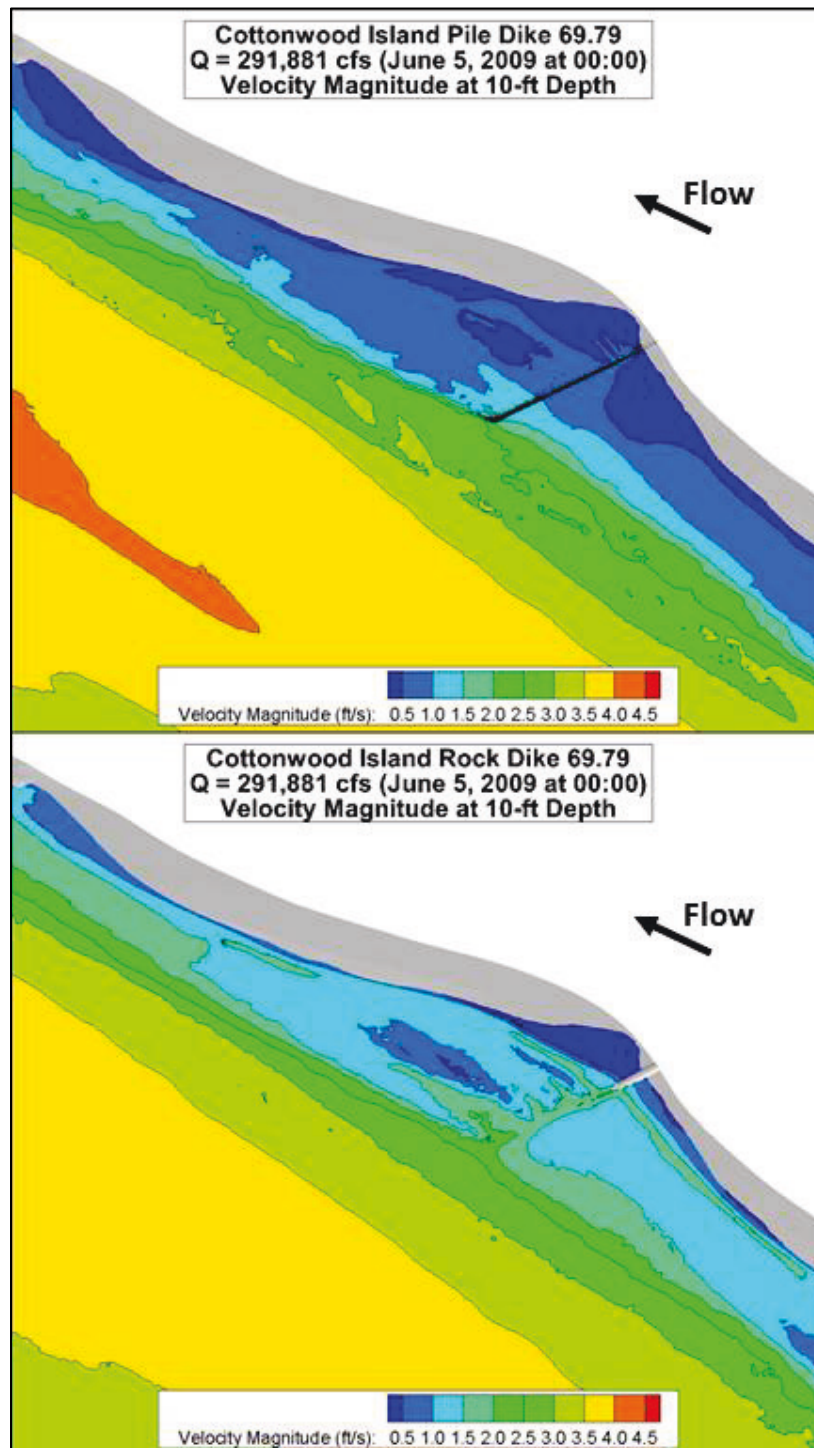 Cottonwood Island Pile Dike 69.79
Q = 291,881 cfs (June 5, 2009 at 00:00)
Velocity Magnitude at 10-ft Depth
Flow
Velocity Magnitude (ft/s): 0.5 1.0 1.5 2.0 2.5 3.0 3.5 4.0 4.5
Cottonwood Island Rock Dike 69.79
Q = 291,881 cfs (June 5, 2009 at 00:00)
Velocity Magnitude at 10-ft Depth
Flow
Velocity Magnitude (ft/s): 0.5 1.0 1.5 2.0 2.5 3.0 3.5 4.0 4.5